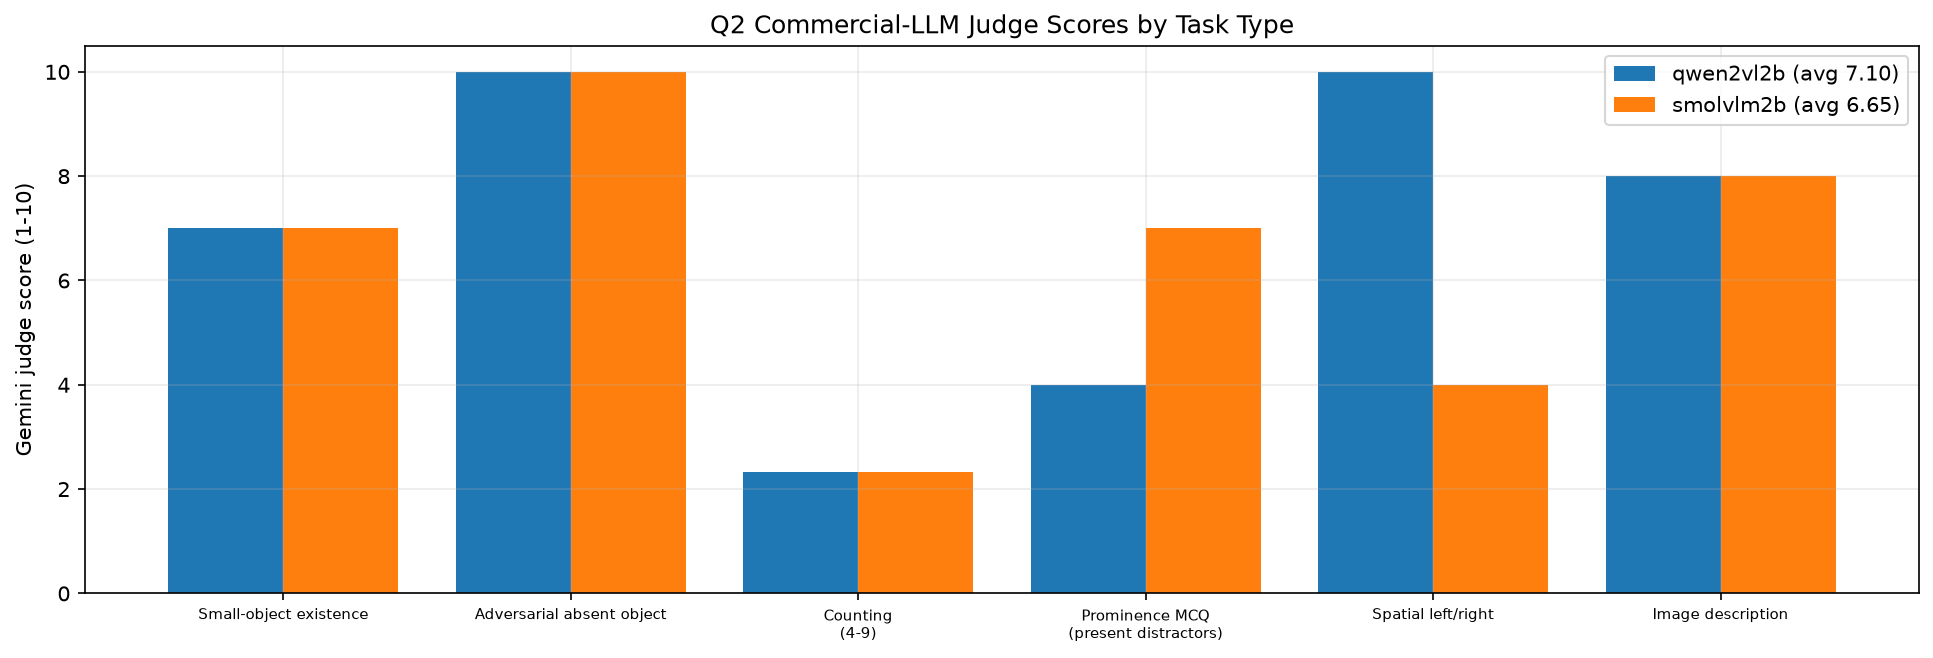 Q2 Commercial-LLM Judge Scores by Task Type
qwen2vl2b (avg 7.10)
smolvlm2b (avg 6.65)
Gemini judge score (1-10)
10
8
6
4
2
0
Small-object existence
Adversarial absent object
Counting
(4-9)
Prominence MCQ
(present distractors)
Spatial left/right
Image description